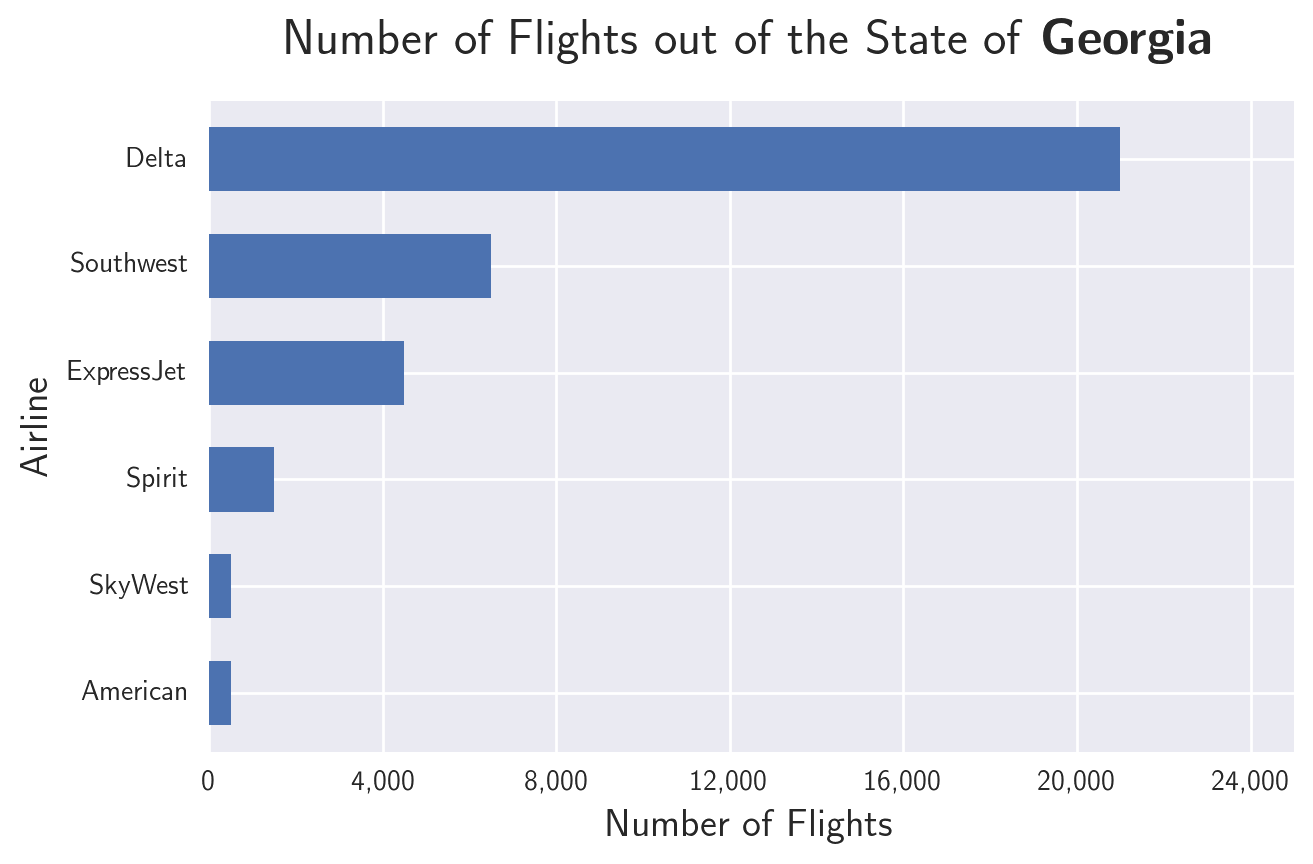 Number of Flights out of the State of Georgia
Delta
Southwest
ExpressJet
Spirit
SkyWest
American
Airline
0 4,000 8,000 12,000 16,000 20,000 24,000
Number of Flights